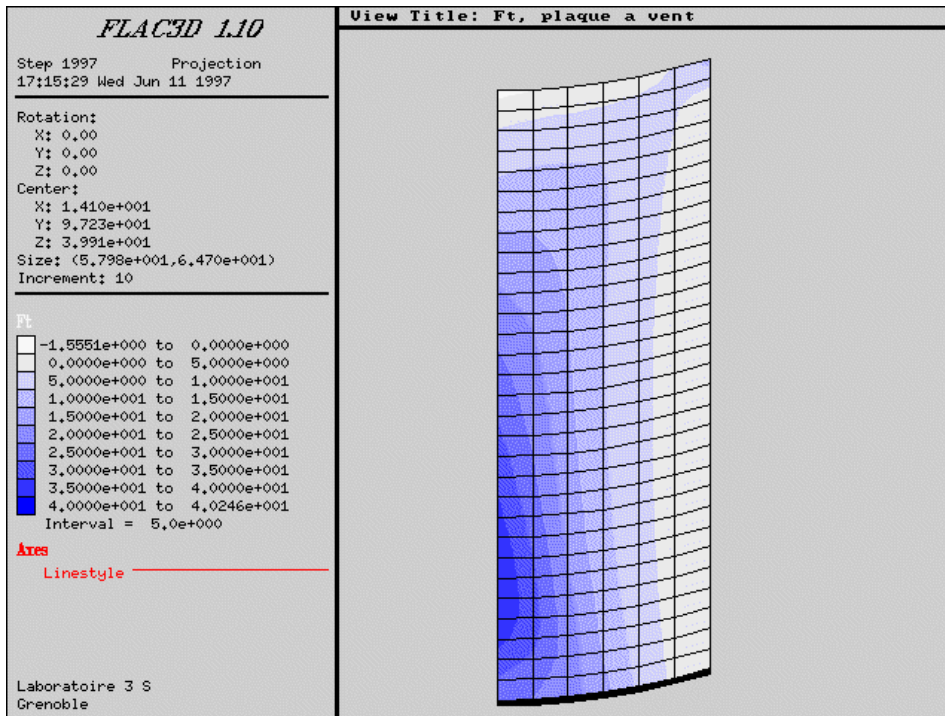 FLAC3D 1.10
Step 1997 Projection
17:15:29 Wed Jun 11 1997
Rotation:
X: 0.00
Y: 0.00
Z: 0.00
Center:
X: 1.410e+001
Y: 9.723e+001
Z: 3.991e+001
Size: (5.798e+001,6.470e+001)
Increment: 10
Ft
-1.5551e+000 to 0.0000e+000
0.0000e+000 to 5.0000e+000
5.0000e+000 to 1.0000e+001
1.0000e+001 to 1.5000e+001
1.5000e+001 to 2.0000e+001
2.0000e+001 to 2.5000e+001
2.5000e+001 to 3.0000e+001
3.0000e+001 to 3.5000e+001
3.5000e+001 to 4.0000e+001
4.0000e+001 to 4.0246e+001
Interval = 5.0e+000
Axes
Linestyle
Laboratoire 3 S
Grenoble
View Title: Ft, plaque a vent